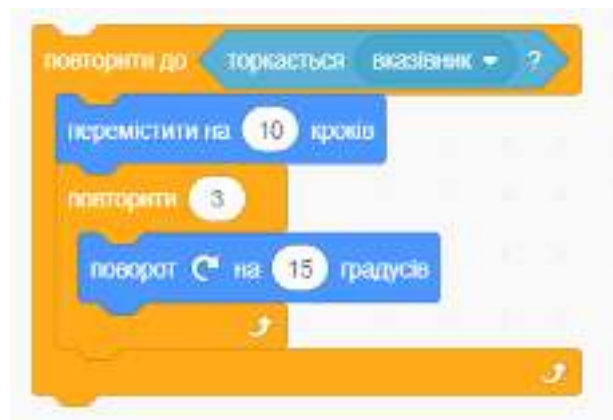 повторити до торкається вказівник ?
перемістити на 10 кроків
повторити 3
поворот на 15 градусів